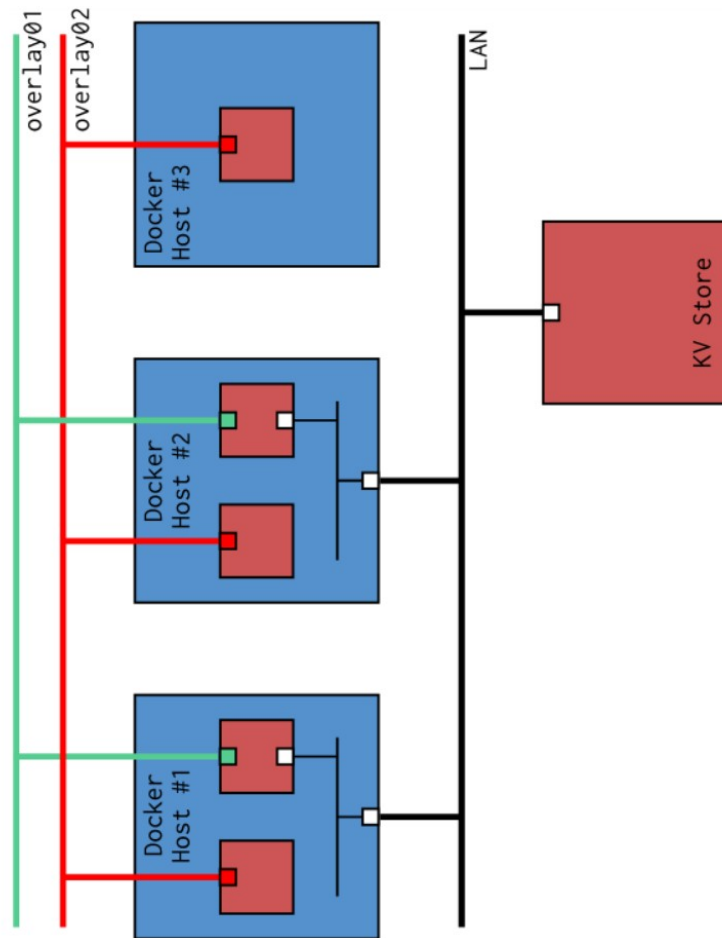 overlay01
overlay02
Docker
Host #1
Docker
Host #2
Docker
Host #3
LAN
KV Store